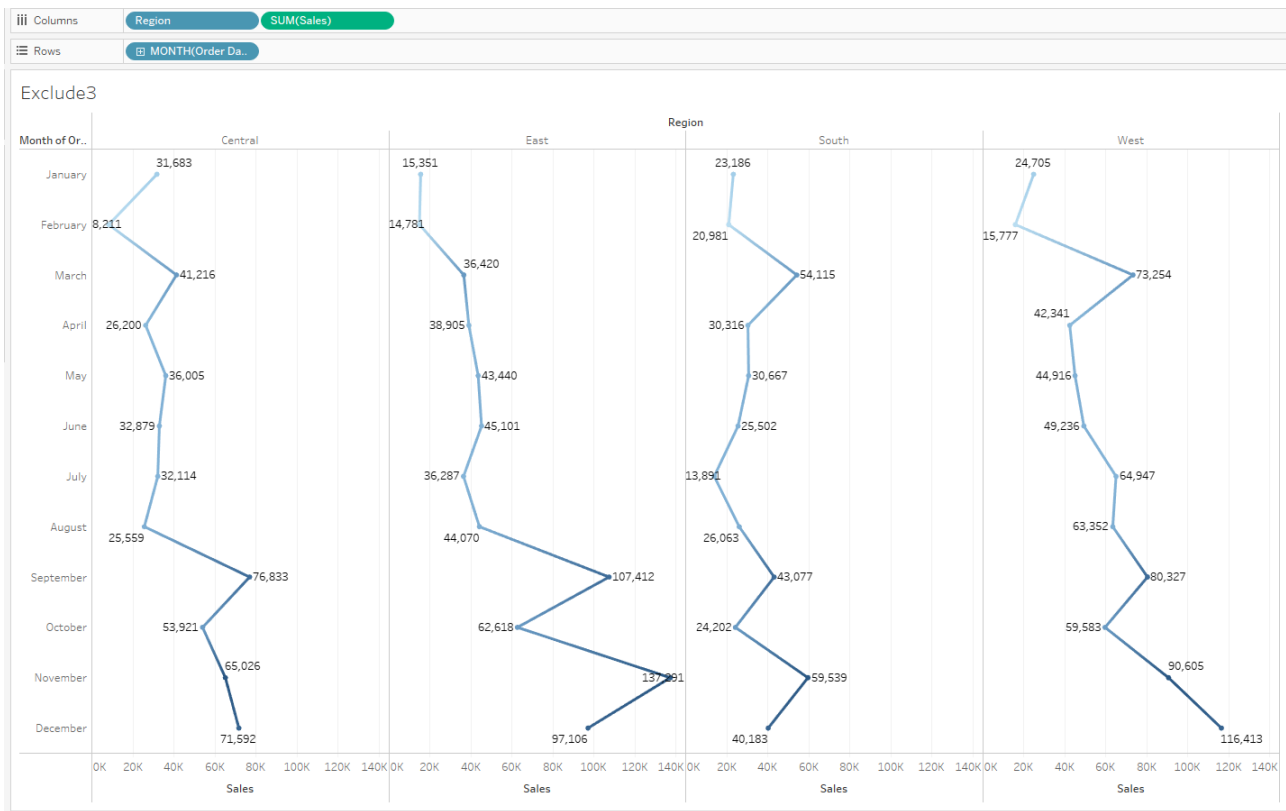 Columns Region SUM(Sales)
Rows MONTH(Order Da..
Exclude3
Region
Month of Or.. Central East South West
31,683 15,351 23,186 24,705
January
February 8,211 14,781 20,981 15,777
36,420
March 41,216 54,115 73,254
42,341
April 26,200 38,905 30,316
May 36,005 43,440 30,667 44,916
June 32,879 45,101 25,502 49,236
July 32,114 36,287 13,891 64,947
August 63,352
25,559 44,070 26,063
September 76,833 107,412 43,077 80,327
October 53,921 62,618 24,202 59,583
65,026 90,605
November 59,539
December
71,592 97,106 40,183 116,413
0K 20K 40K 60K 80K 100K 120K 140K 0K 20K 40K 60K 80K 100K 120K 140K 0K 20K 40K 60K 80K 100K 120K 140K 0K 20K 40K 60K 80K 100K 120K 140K
Sales Sales Sales Sales